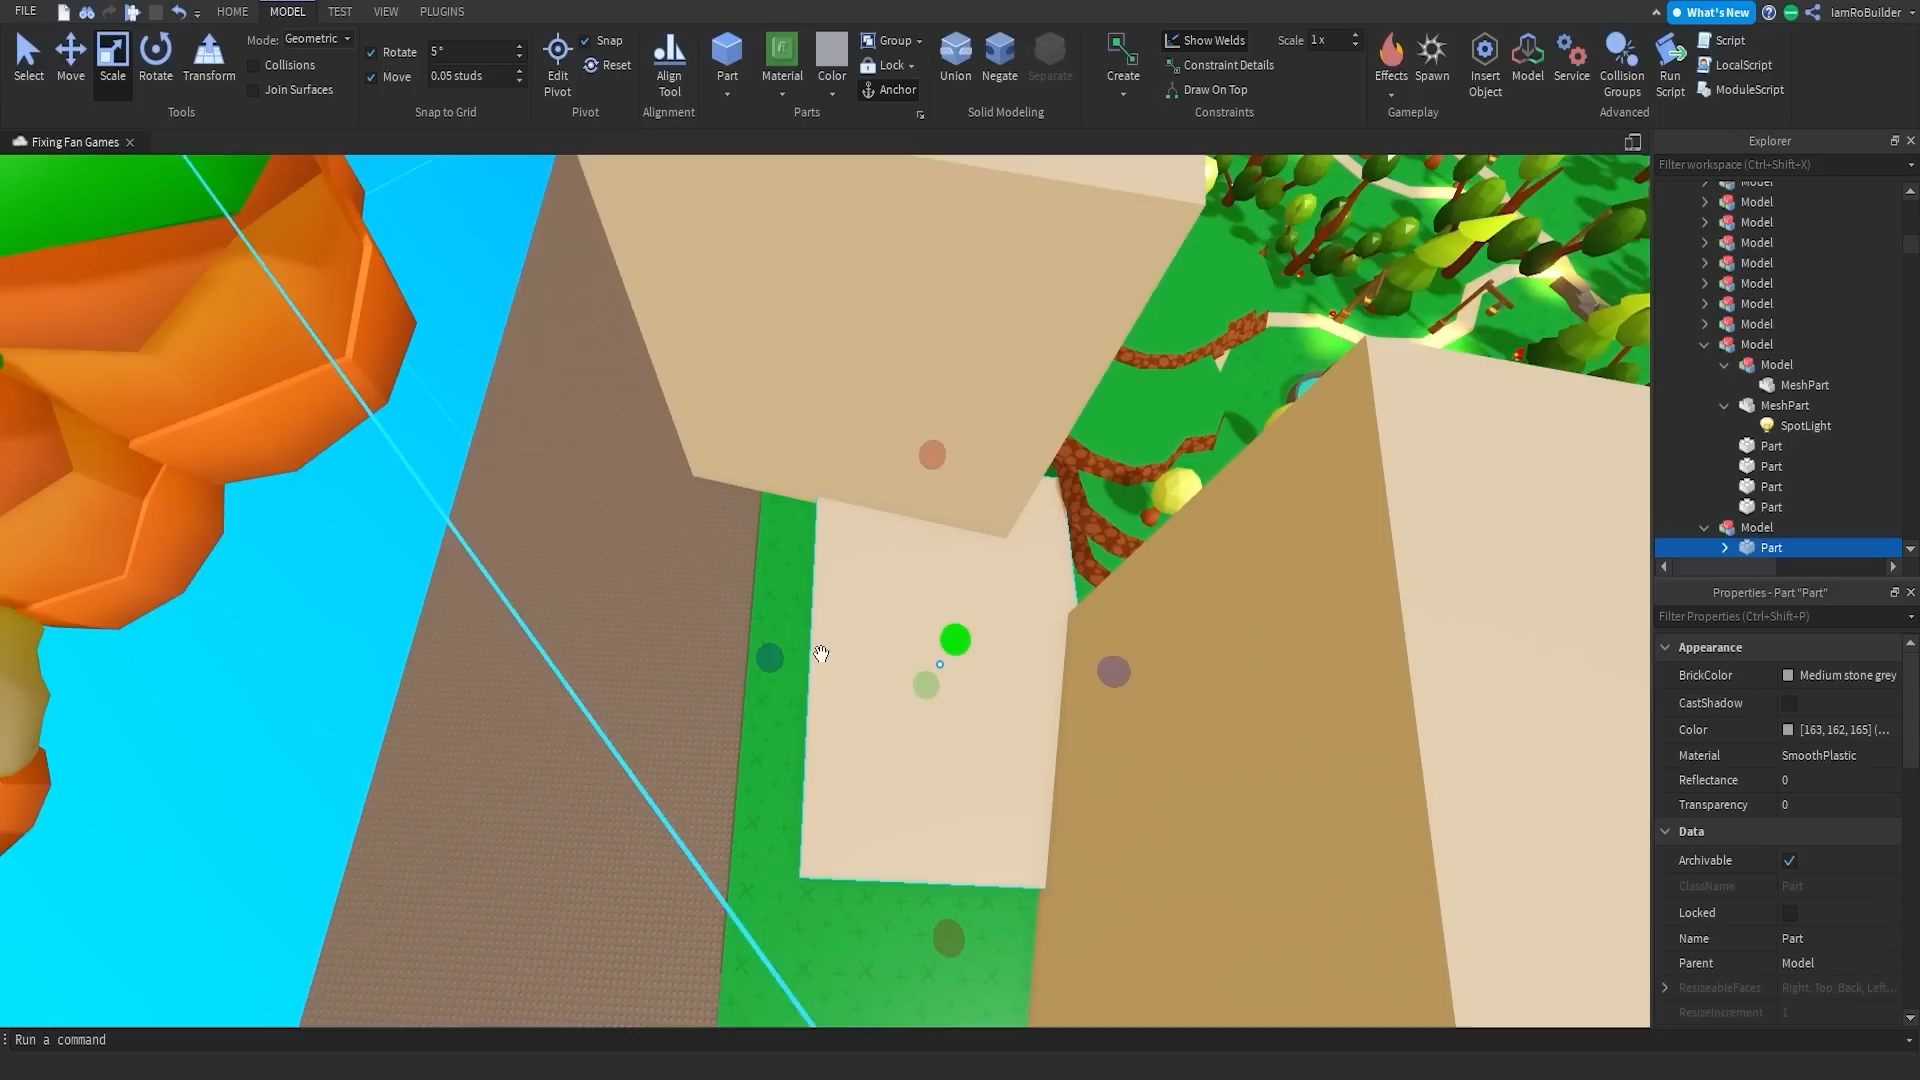 FILE HOME MODEL TEST VIEW PLUGINS What's New IamRoBuilder
Select Move Scale Rotate Transform
Mode: Geometric
Collisions
Join Surfaces
Tools
Rotate 5°
Move 0.05 studs
Snap to Grid
Edit Pivot
Snap
Reset
Pivot
Align Tool
Alignment
Part Material Color
Group
Lock
Anchor
Parts
Union Negate Separate
Solid Modeling
Create
Show Welds
Constraint Details
Draw On Top
Scale 1x
Constraints
Effects Spawn
Gameplay
Insert Object
Model
Service
Collision Groups
Run Script
Script
LocalScript
ModuleScript
Advanced
Fixing Fan Games
Explorer
Filter workspace (Ctrl+Shift+X)
Model
Model
Model
Model
Model
Model
Model
Model
Model
Model
MeshPart
MeshPart
SpotLight
Part
Part
Part
Part
Model
Part
Properties - Part "Part"
Filter Properties (Ctrl+Shift+P)
Appearance
BrickColor Medium stone grey
CastShadow
Color [163, 162, 165] (...
Material SmoothPlastic
Reflectance 0
Transparency 0
Data
Archivable
ClassName Part
Locked
Name Part
Parent Model
ResizeableFaces Right, Top, Back, Left...
ResizeIncrement 1
Run a command